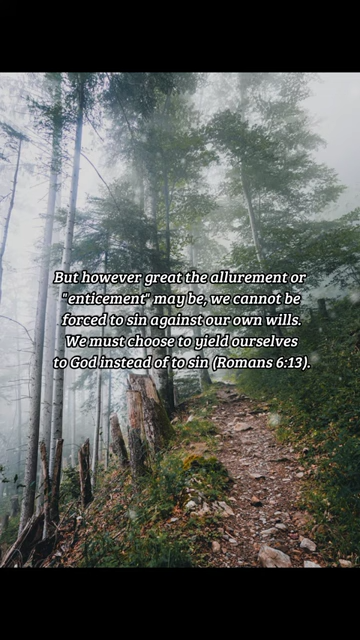 But however great the allurement or
"enticement" may be, we cannot be
forced to sin against our own wills.
We must choose to yield ourselves
to God instead of to sin (Romans 6:13).